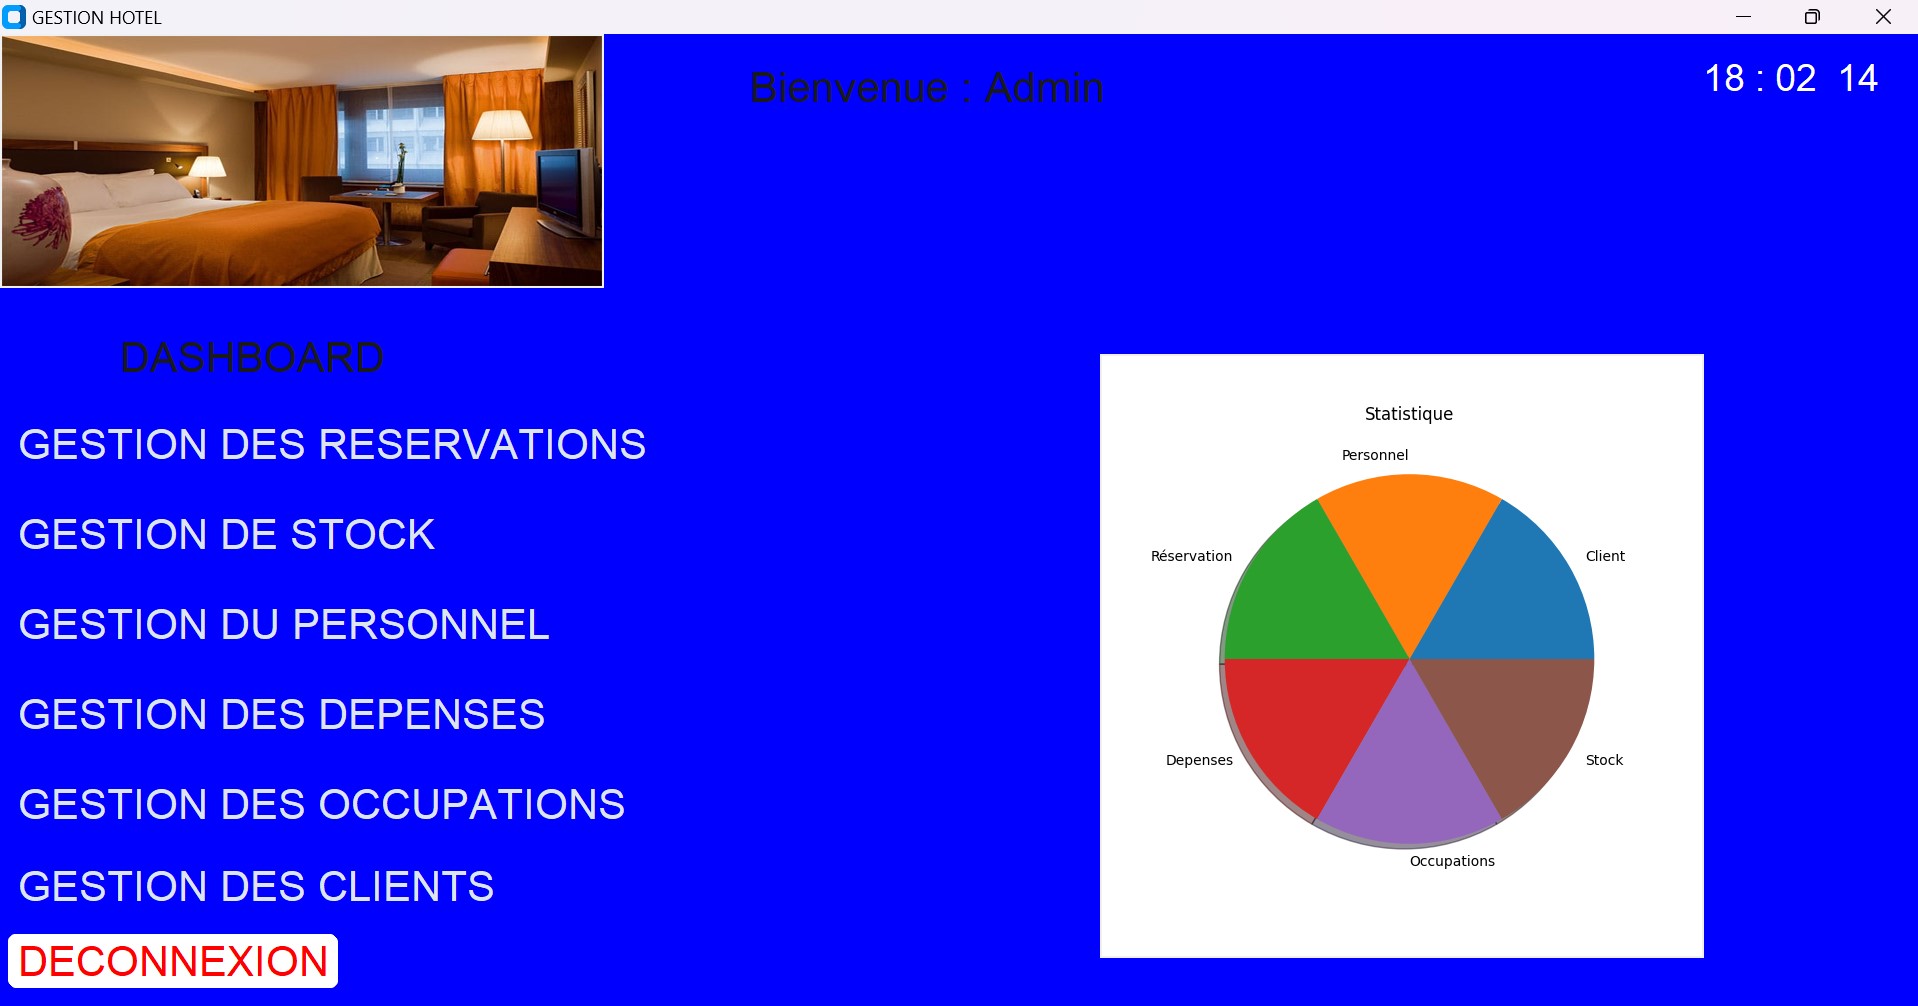 GESTION HOTEL
Bienvenue : Admin
18 : 02 14
DASHBOARD
GESTION DES RESERVATIONS
GESTION DE STOCK
GESTION DU PERSONNEL
GESTION DES DEPENSES
GESTION DES OCCUPATIONS
GESTION DES CLIENTS
DECONNEXION
Statistique
Personnel
Réservation
Client
Depenses
Stock
Occupations